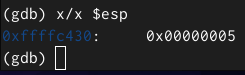 (gdb) x/x $esp
0xffffc430:     0x00000005
(gdb)